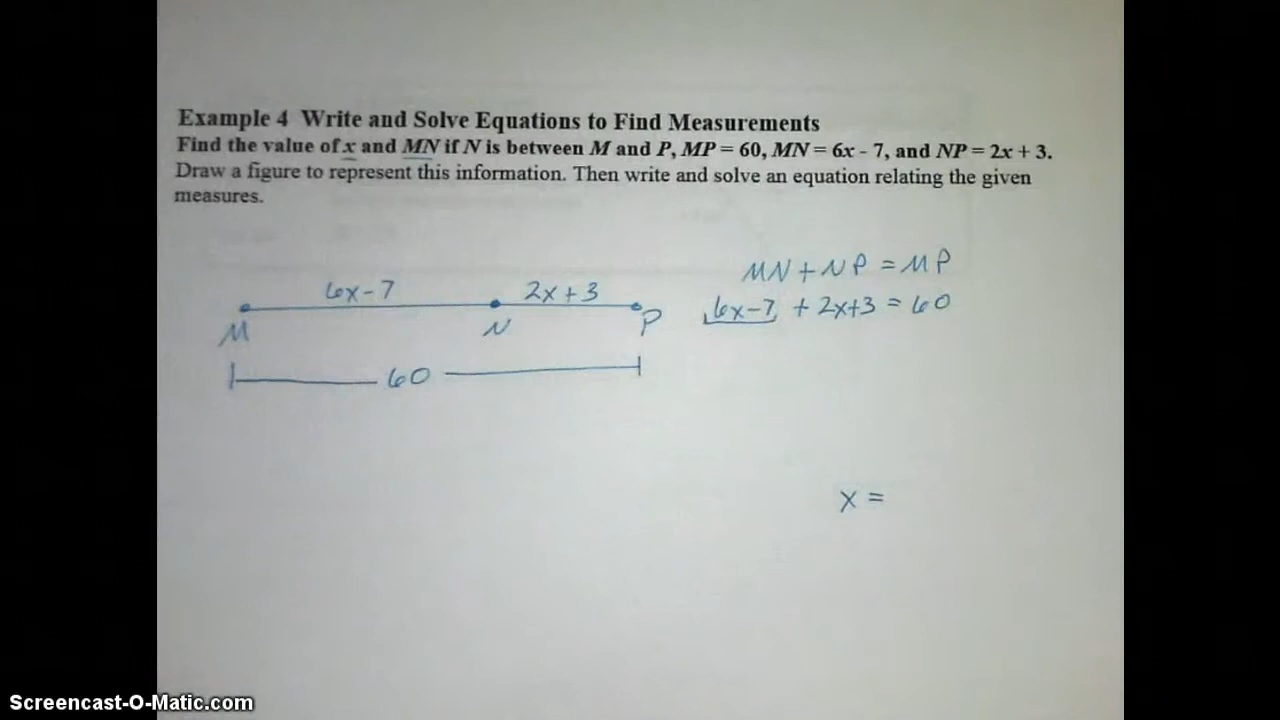 Example 4 Write and Solve Equations to Find Measurements
Find the value of x and MN if N is between M and P, MP = 60, MN = 6x - 7, and NP = 2x + 3.
Draw a figure to represent this information. Then write and solve an equation relating the given
measures.
MN + NP = MP
6x-7 2x+3
6x-7 + 2x+3 = 60
M N P
60
x =
Screencast-O-Matic.com